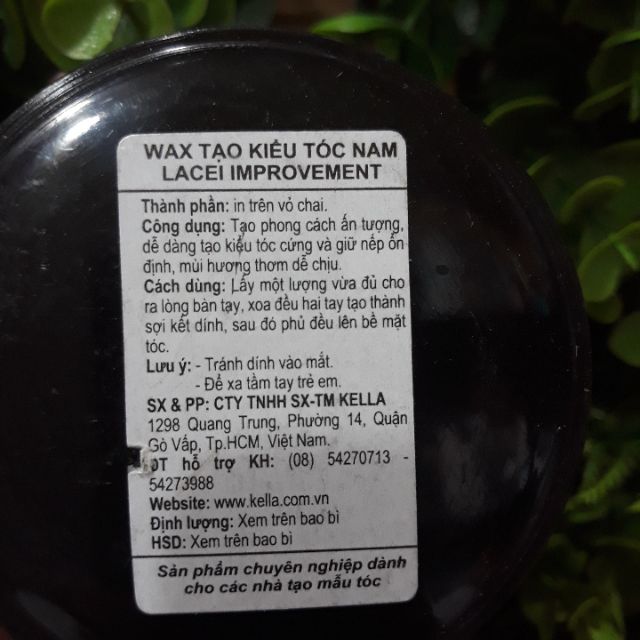 WAX TẠO KIỂU TÓC NAM
LACEI IMPROVEMENT
Thành phần: in trên vỏ chai.
Công dụng: Tạo phong cách ấn tượng,
dễ dàng tạo kiểu tóc cứng và giữ nếp ổn
định, mùi hương thơm dễ chịu.
Cách dùng: Lấy một lượng vừa đủ cho
ra lòng bàn tay, xoa đều hai tay tạo thành
sợi kết dính, sau đó phủ đều lên bề mặt
tóc.
Lưu ý: - Tránh dính vào mắt.
- Để xa tầm tay trẻ em.
SX & PP: CTY TNHH SX-TM KELLA
1298 Quang Trung, Phường 14, Quận
Gò Vấp, Tp.HCM, Việt Nam.
ĐT hỗ trợ KH: (08) 54270713 -
54273988
Website: www.kella.com.vn
Định lượng: Xem trên bao bì
HSD: Xem trên bao bì
Sản phẩm chuyên nghiệp dành
cho các nhà tạo mẫu tóc